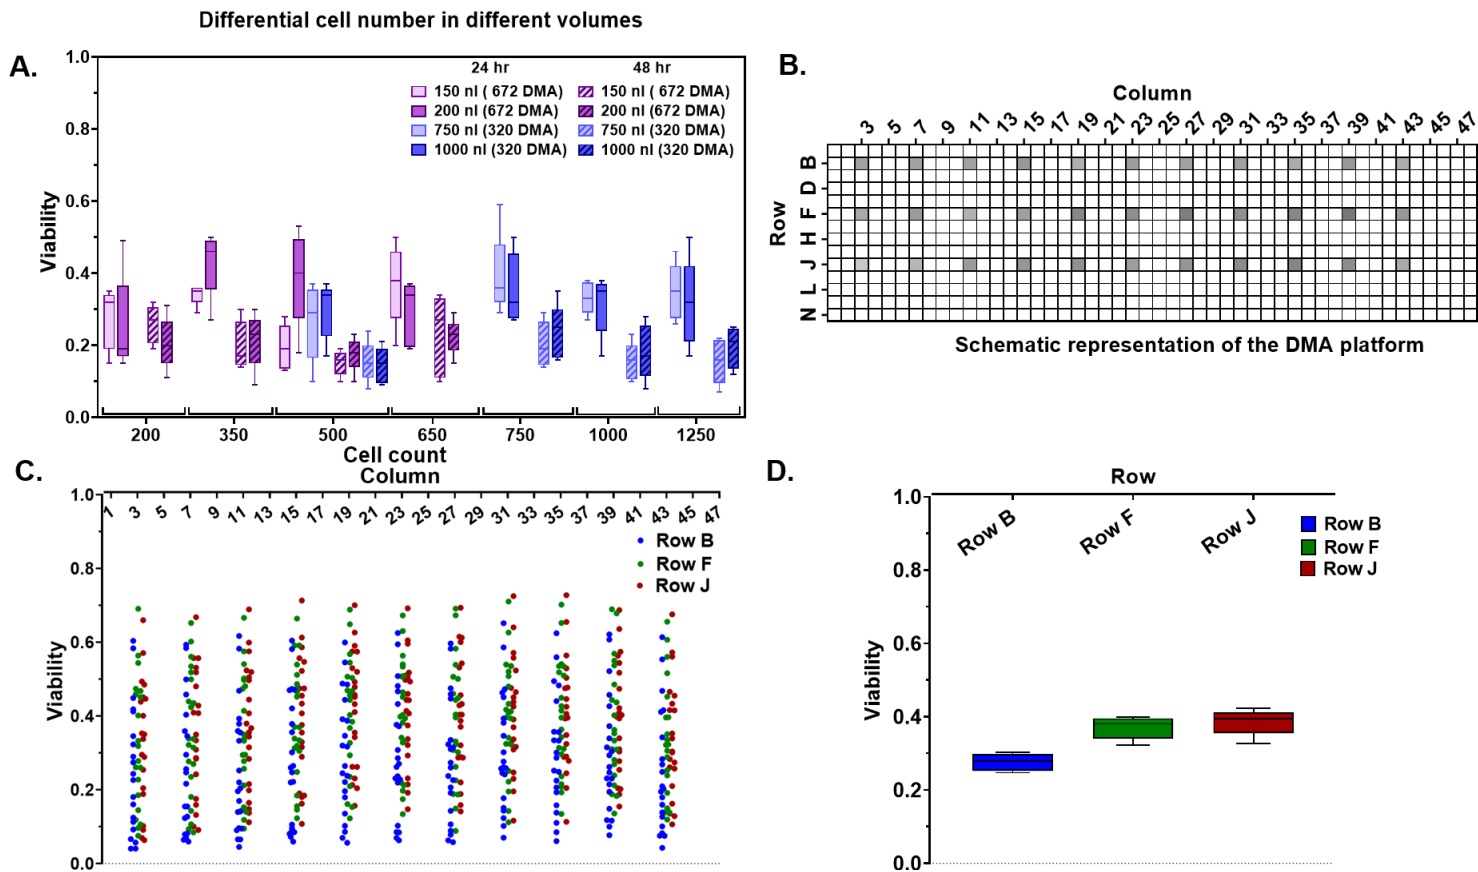 Differential cell number in different volumes
A.
24 hr 48 hr
150 nl ( 672 DMA) 150 nl ( 672 DMA)
200 nl (672 DMA) 200 nl (672 DMA)
750 nl (320 DMA) 750 nl (320 DMA)
1000 nl (320 DMA) 1000 nl (320 DMA)
Viability
1.0
0.8
0.6
0.4
0.2
0.0
200 350 500 650 750 1000 1250
Cell count
B.
Column
3 5 7 9 11 13 15 17 19 21 23 25 27 29 31 33 35 37 39 41 43 45 47
Row
B
D
F
H
J
L
N
Schematic representation of the DMA platform
C.
Column
1 3 5 7 9 11 13 15 17 19 21 23 25 27 29 31 33 35 37 39 41 43 45 47
Row B
Row F
Row J
Viability
1.0
0.8
0.6
0.4
0.2
0.0
D.
Row
Row B Row F Row J
Row B
Row F
Row J
Viability
1.0
0.8
0.6
0.4
0.2
0.0